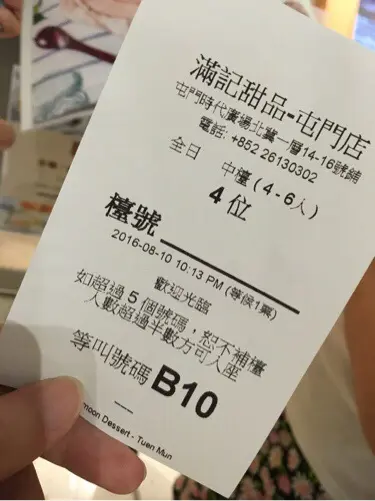 滿記甜品-屯門店
屯門時代廣場北翼一層14-16號鋪
電話: +852 26130302
全日 中檯 (4-6人)
4 位
檯號
2016-08-10 10:13 PM (等候1票)
歡迎光臨
如超過 5 個號碼，恕不補檯
人數超過半數方可入座
等叫號碼 B10
moon Dessert - Tuen Mun